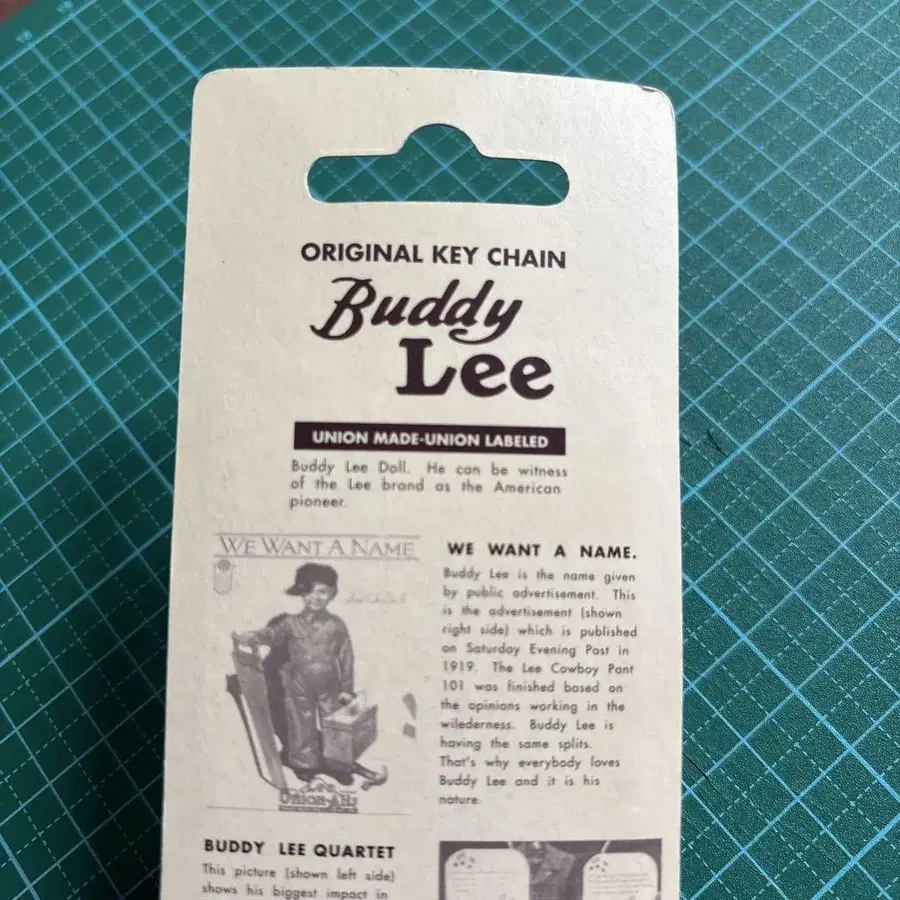 ORIGINAL KEY CHAIN
Buddy
Lee
UNION MADE-UNION LABELED
Buddy Lee Doll. He can be witness
of the Lee brand as the American
pioneer.
WE WANT A NAME
Lee
UNION-ALLS
WE WANT A NAME.
Buddy Lee is the name given
by public advertisement. This
is the advertisement (shown
right side) which is published
on Saturday Evening Post in
1919. The Lee Cowboy Pant
101 was finished based on
the opinions working in the
wilederness. Buddy Lee is
having the same splits.
That's why everybody loves
Buddy Lee and it is his
nature.
BUDDY LEE QUARTET
This picture (shown left side)
shows his biggest impact in